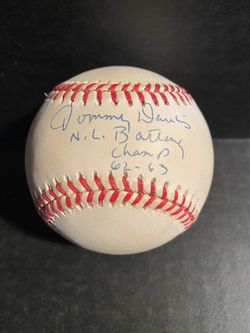 Tommy Davis
N.L. Batting
Champ
62-63